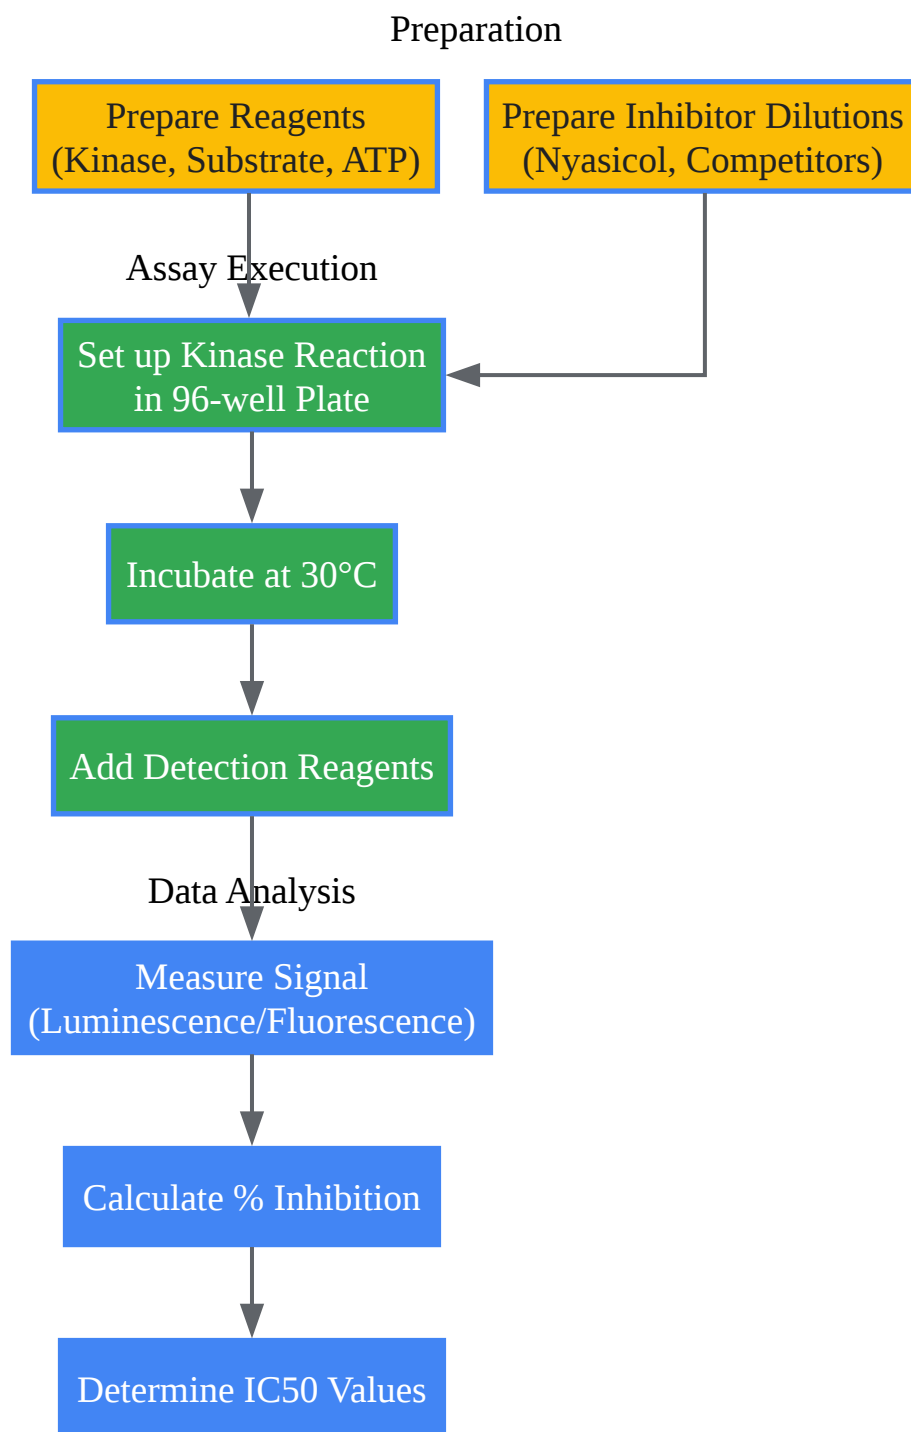 Preparation
Prepare Reagents
(Kinase, Substrate, ATP)
Prepare Inhibitor Dilutions
(Nyasicol, Competitors)
Assay Execution
Set up Kinase Reaction
in 96-well Plate
Incubate at 30°C
Add Detection Reagents
Data Analysis
Measure Signal
(Luminescence/Fluorescence)
Calculate % Inhibition
Determine IC50 Values